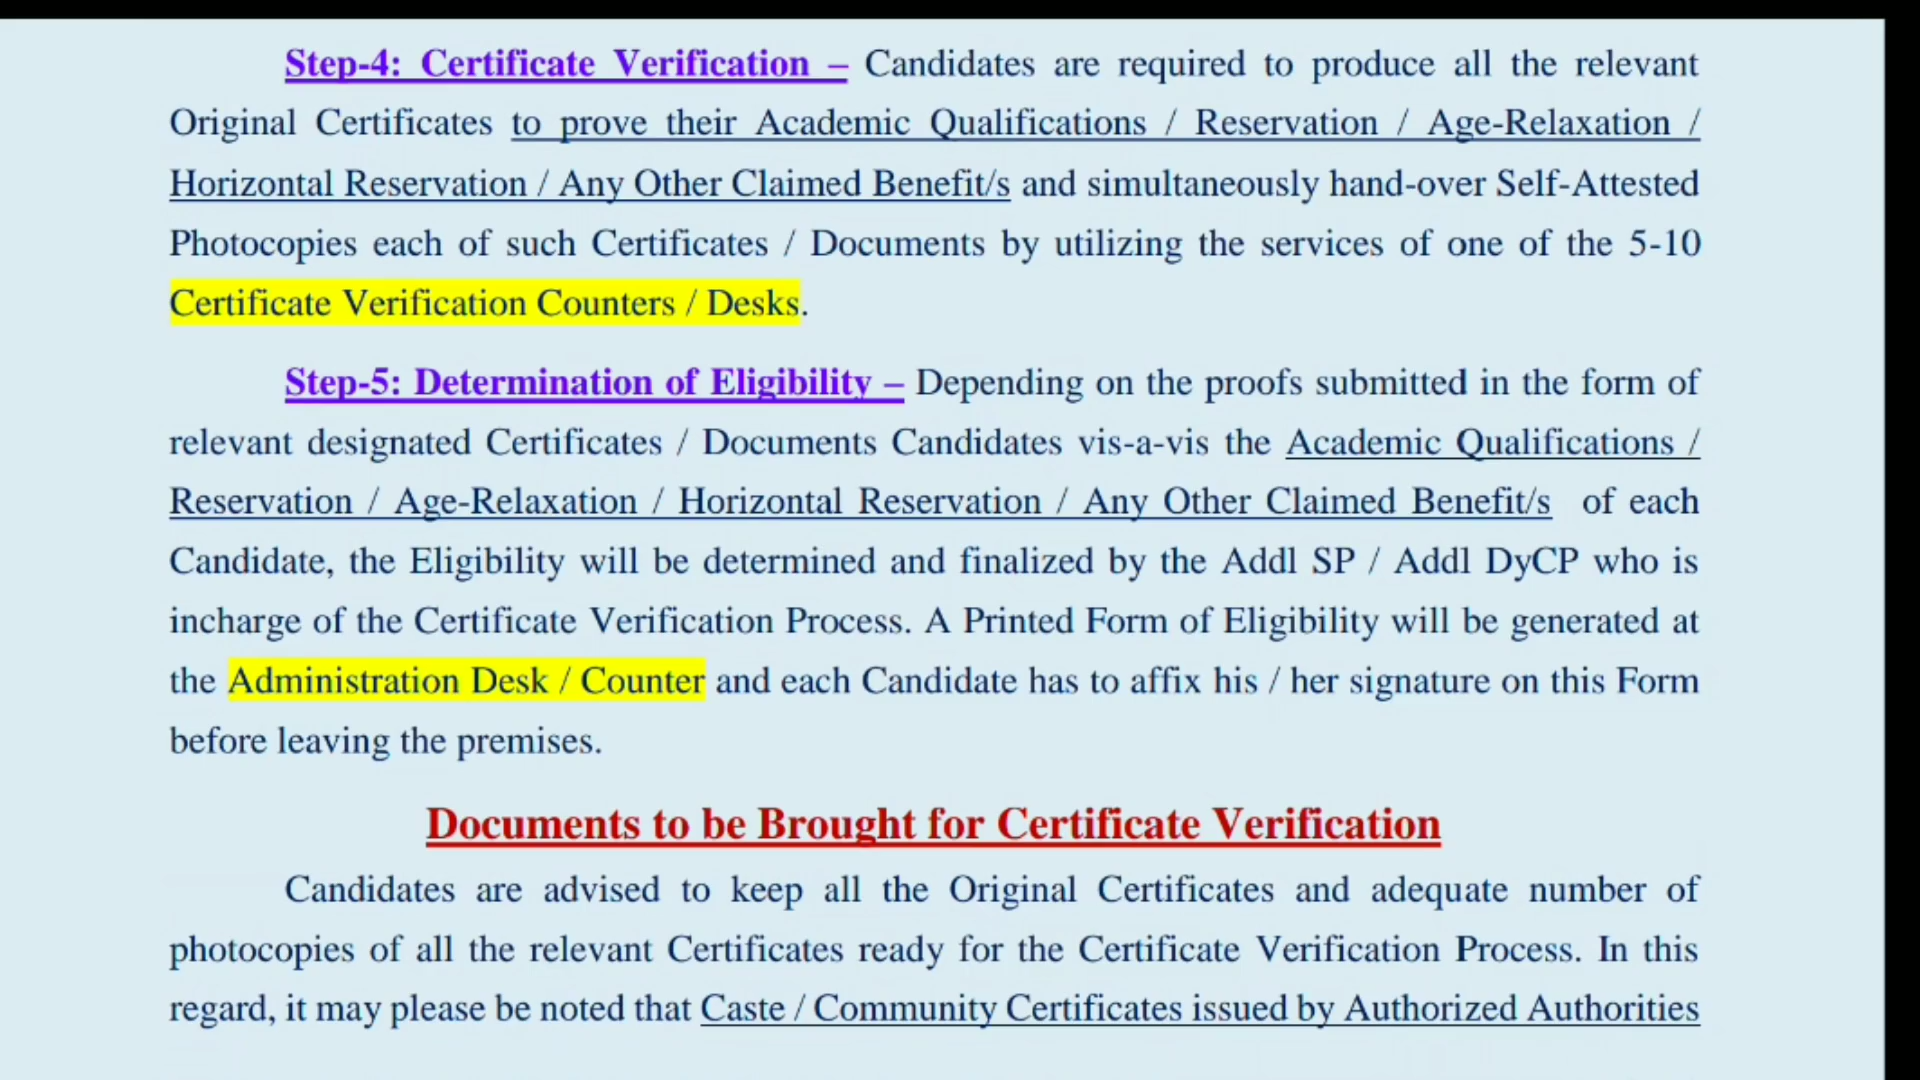 Step-4: Certificate Verification – Candidates are required to produce all the relevant
Original Certificates to prove their Academic Qualifications / Reservation / Age-Relaxation /
Horizontal Reservation / Any Other Claimed Benefit/s and simultaneously hand-over Self-Attested
Photocopies each of such Certificates / Documents by utilizing the services of one of the 5-10
Certificate Verification Counters / Desks.
Step-5: Determination of Eligibility – Depending on the proofs submitted in the form of
relevant designated Certificates / Documents Candidates vis-a-vis the Academic Qualifications /
Reservation / Age-Relaxation / Horizontal Reservation / Any Other Claimed Benefit/s of each
Candidate, the Eligibility will be determined and finalized by the Addl SP / Addl DyCP who is
incharge of the Certificate Verification Process. A Printed Form of Eligibility will be generated at
the Administration Desk / Counter and each Candidate has to affix his / her signature on this Form
before leaving the premises.
Documents to be Brought for Certificate Verification
Candidates are advised to keep all the Original Certificates and adequate number of
photocopies of all the relevant Certificates ready for the Certificate Verification Process. In this
regard, it may please be noted that Caste / Community Certificates issued by Authorized Authorities